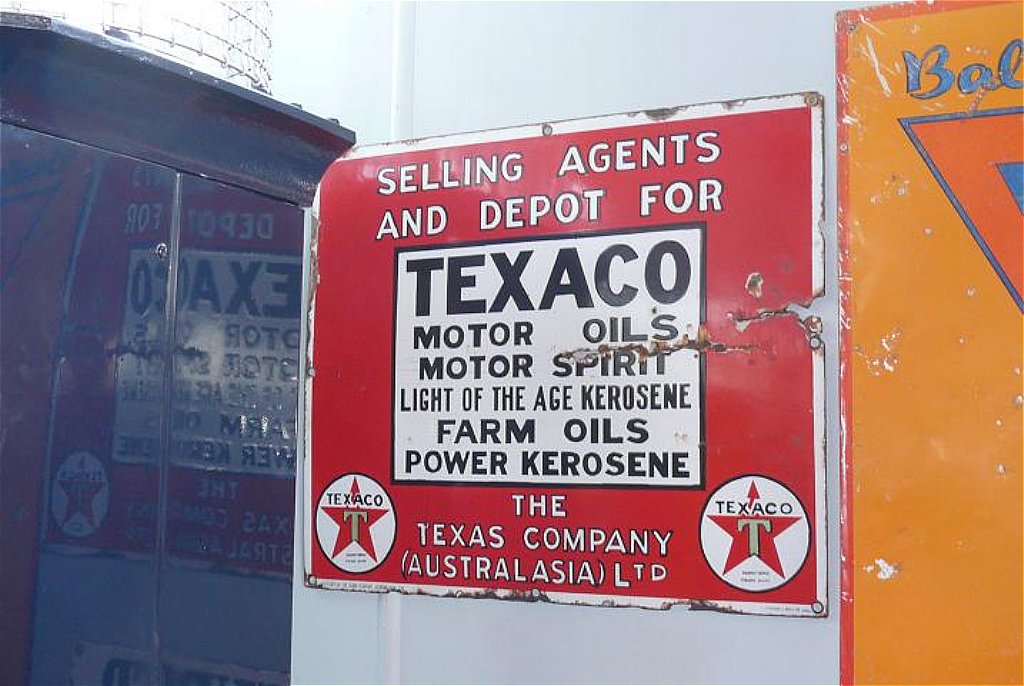 SELLING AGENTS
AND DEPOT FOR
TEXACO
MOTOR OILS
MOTOR SPIRIT
LIGHT OF THE AGE KEROSENE
FARM OILS
POWER KEROSENE
TEXACO
T
THE
TEXAS COMPANY
(AUSTRALASIA) LTD
TEXACO
T
Bal